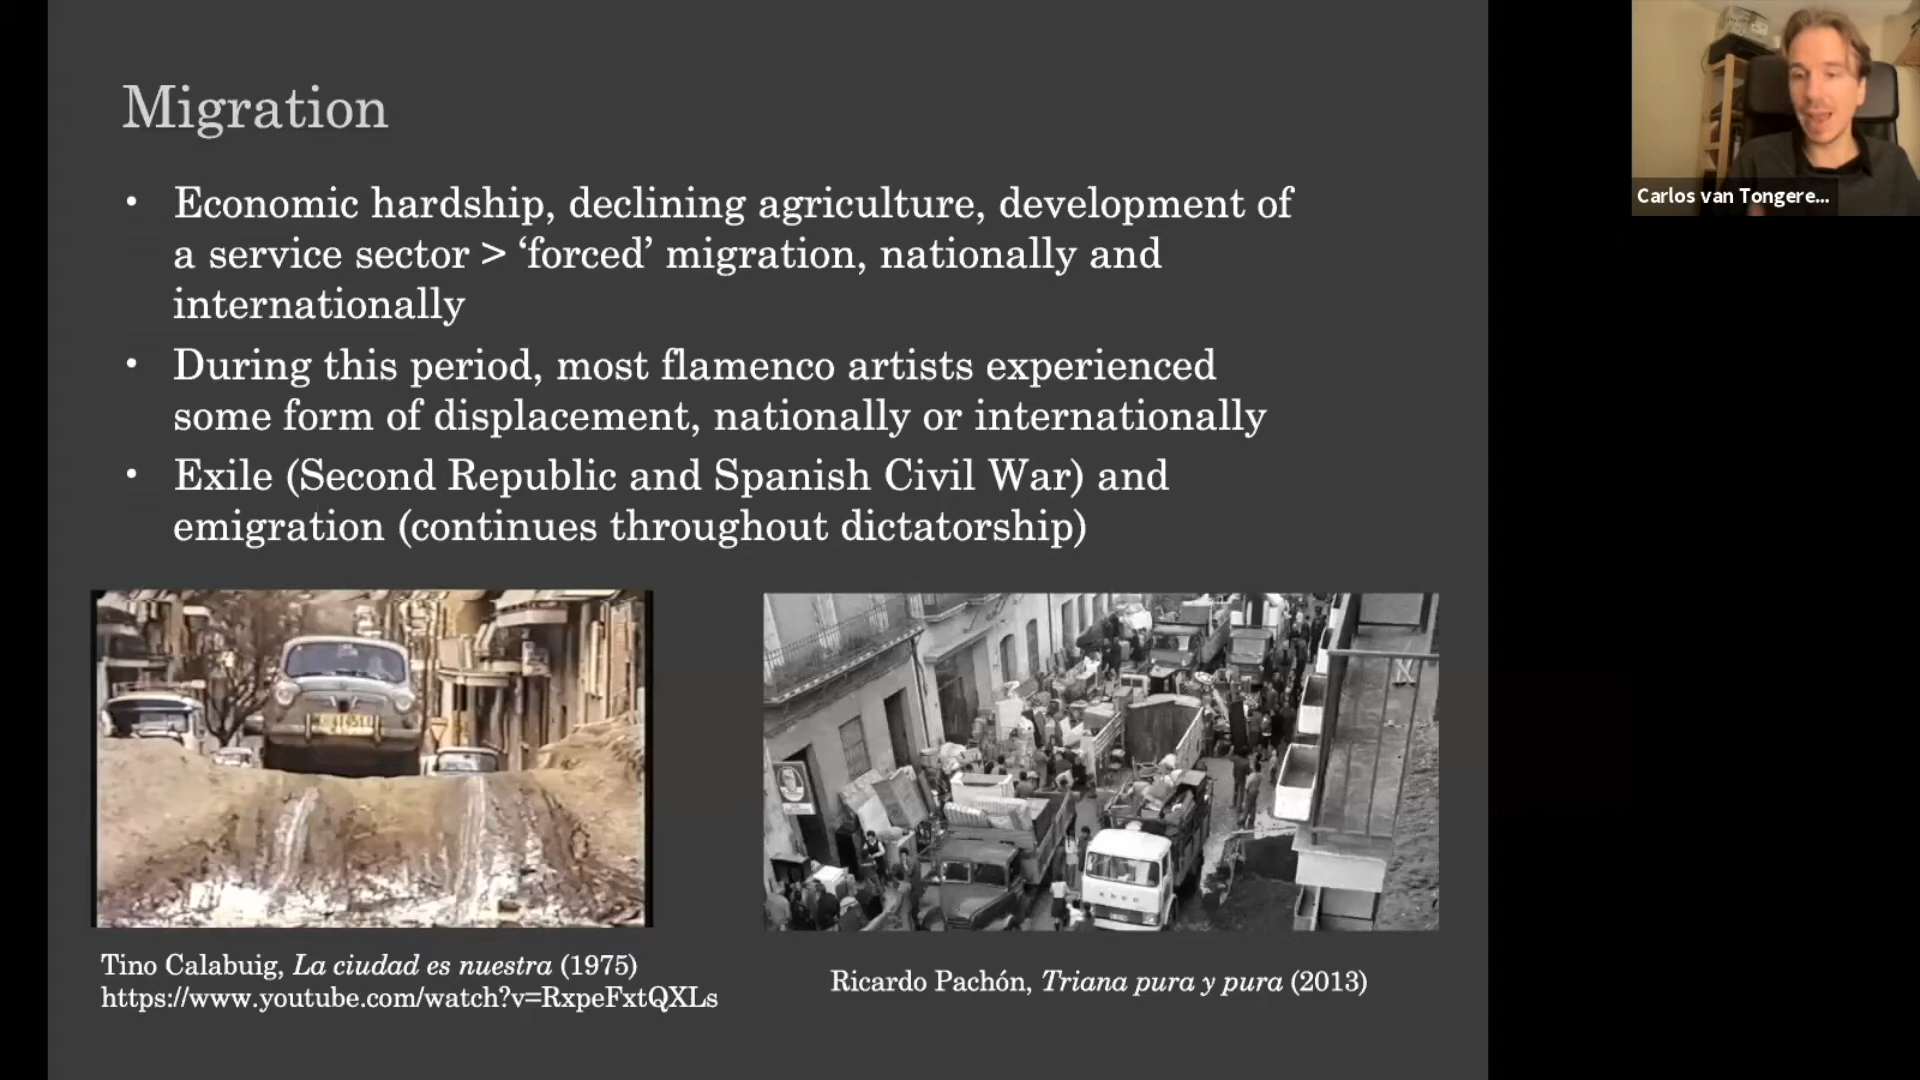 Migration
• Economic hardship, declining agriculture, development of
a service sector > ‘forced’ migration, nationally and
internationally
• During this period, most flamenco artists experienced
some form of displacement, nationally or internationally
• Exile (Second Republic and Spanish Civil War) and
emigration (continues throughout dictatorship)
Tino Calabuig, La ciudad es nuestra (1975)
https://www.youtube.com/watch?v=RxpeFxtQXLs
Ricardo Pachón, Triana pura y pura (2013)
Carlos van Tongere...